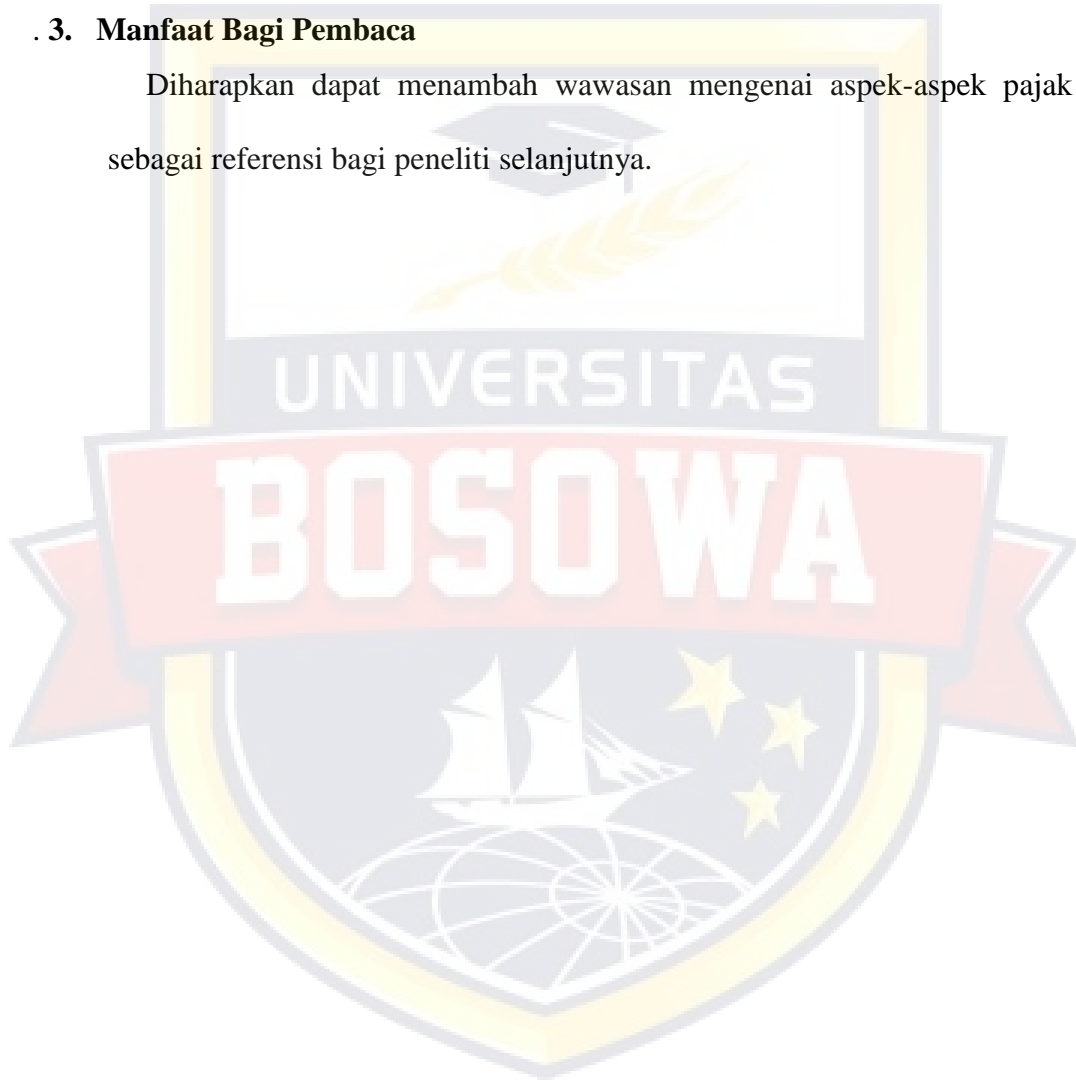 . 3. Manfaat Bagi Pembaca
Diharapkan dapat menambah wawasan mengenai aspek-aspek pajak
sebagai referensi bagi peneliti selanjutnya.
UNIVERSITAS
BOSOWA